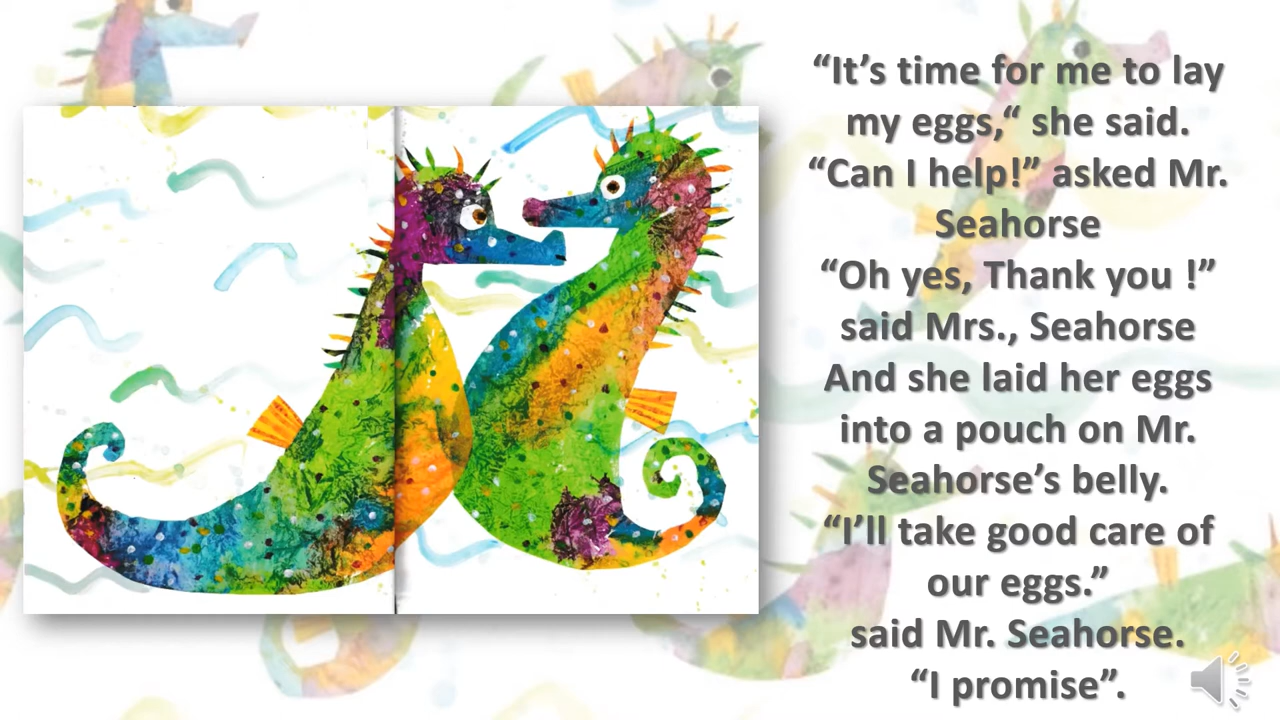 “It’s time for me to lay
my eggs,“ she said.
“Can I help!” asked Mr.
Seahorse
“Oh yes, Thank you !”
said Mrs., Seahorse
And she laid her eggs
into a pouch on Mr.
Seahorse’s belly.
“I’ll take good care of
our eggs.”
said Mr. Seahorse.
“I promise”.